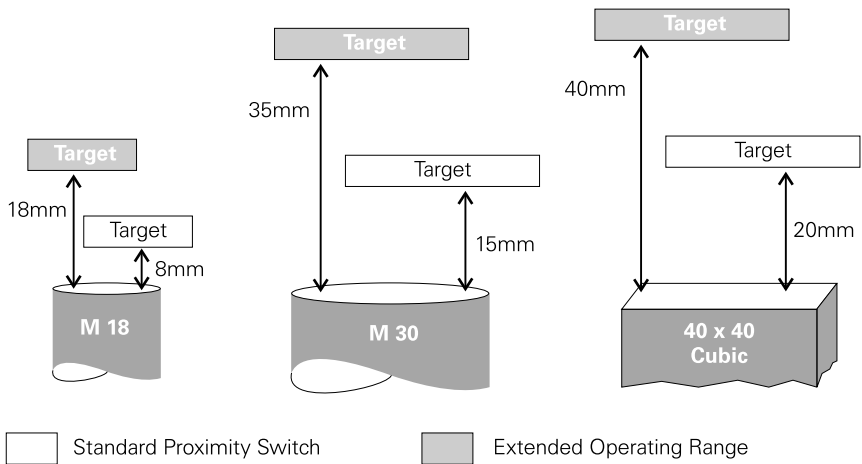 Target
18mm
Target
8mm
M 18
Target
35mm
Target
15mm
M 30
Target
40mm
Target
20mm
40 x 40
Cubic
Standard Proximity Switch
Extended Operating Range